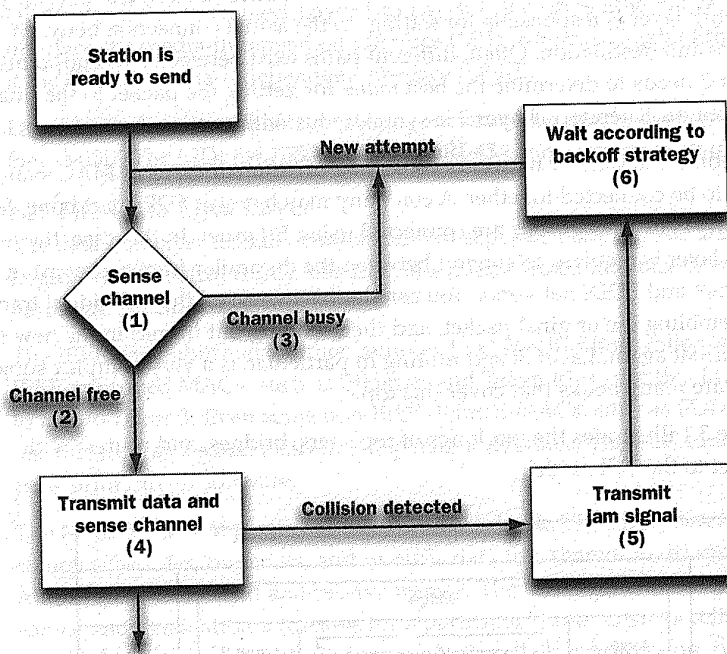 Station is
ready to send
New attempt
Wait according to
backoff strategy
(6)
Sense
channel
(1)
Channel busy
(3)
Channel free
(2)
Transmit data and
sense channel
(4)
Collision detected
Transmit
jam signal
(5)